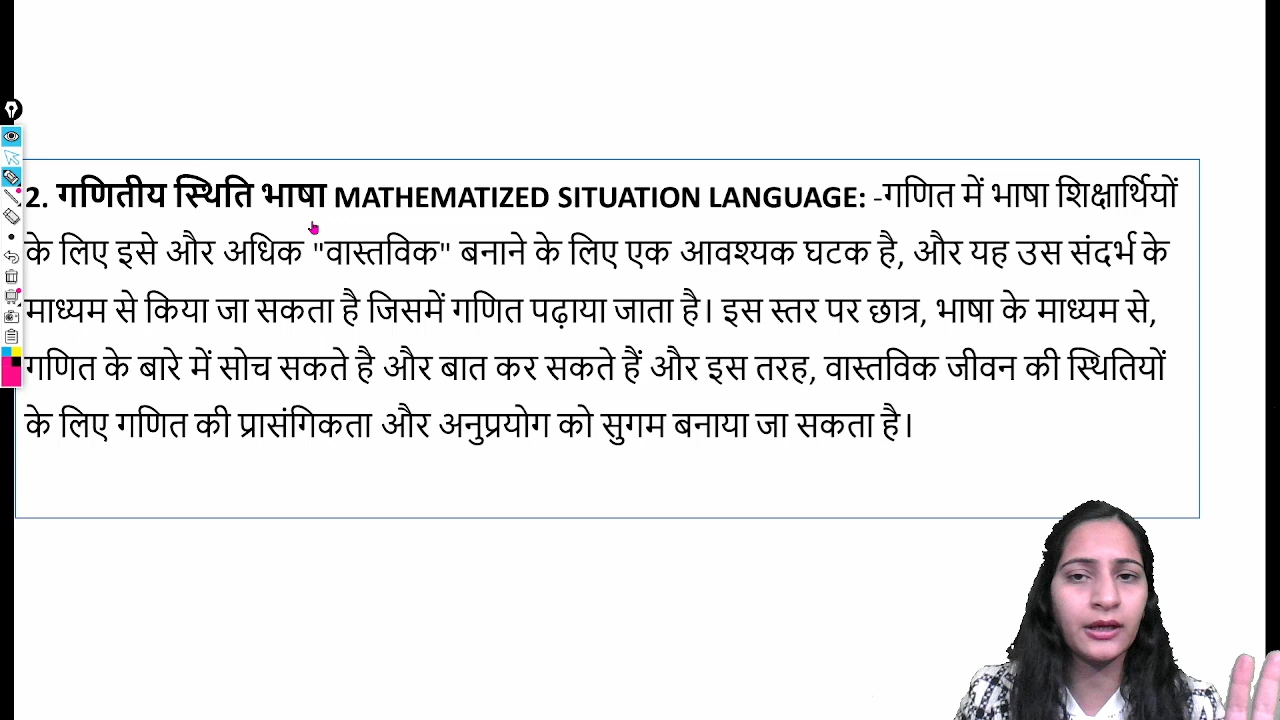 2. गणितीय स्थिति भाषा MATHEMATIZED SITUATION LANGUAGE: -गणित में भाषा शिक्षार्थियों
के लिए इसे और अधिक "वास्तविक" बनाने के लिए एक आवश्यक घटक है, और यह उस संदर्भ के
माध्यम से किया जा सकता है जिसमें गणित पढ़ाया जाता है। इस स्तर पर छात्र, भाषा के माध्यम से,
गणित के बारे में सोच सकते है और बात कर सकते हैं और इस तरह, वास्तविक जीवन की स्थितियों
के लिए गणित की प्रासंगिकता और अनुप्रयोग को सुगम बनाया जा सकता है।